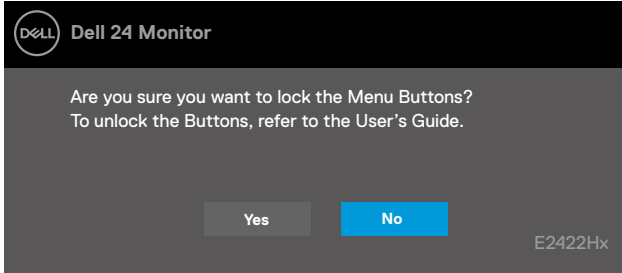 DELL
Dell 24 Monitor
Are you sure you want to lock the Menu Buttons?
To unlock the Buttons, refer to the User’s Guide.
Yes
No
E2422Hx